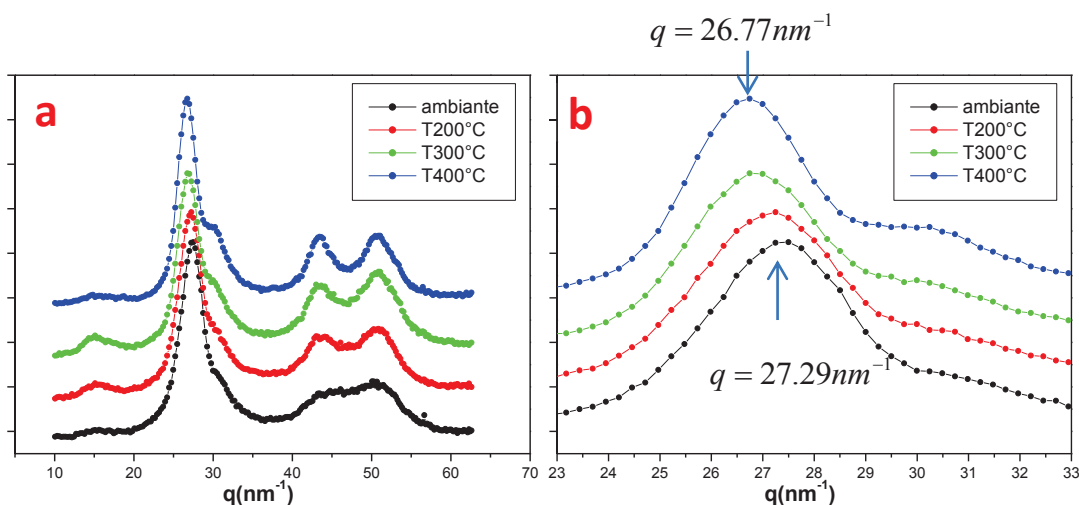 q = 26.77nm⁻¹
a
ambiante
T200°C
T300°C
T400°C
b
ambiante
T200°C
T300°C
T400°C
q = 27.29nm⁻¹
10 20 30 40 50 60 70
q(nm⁻¹)
23 24 25 26 27 28 29 30 31 32 33
q(nm⁻¹)